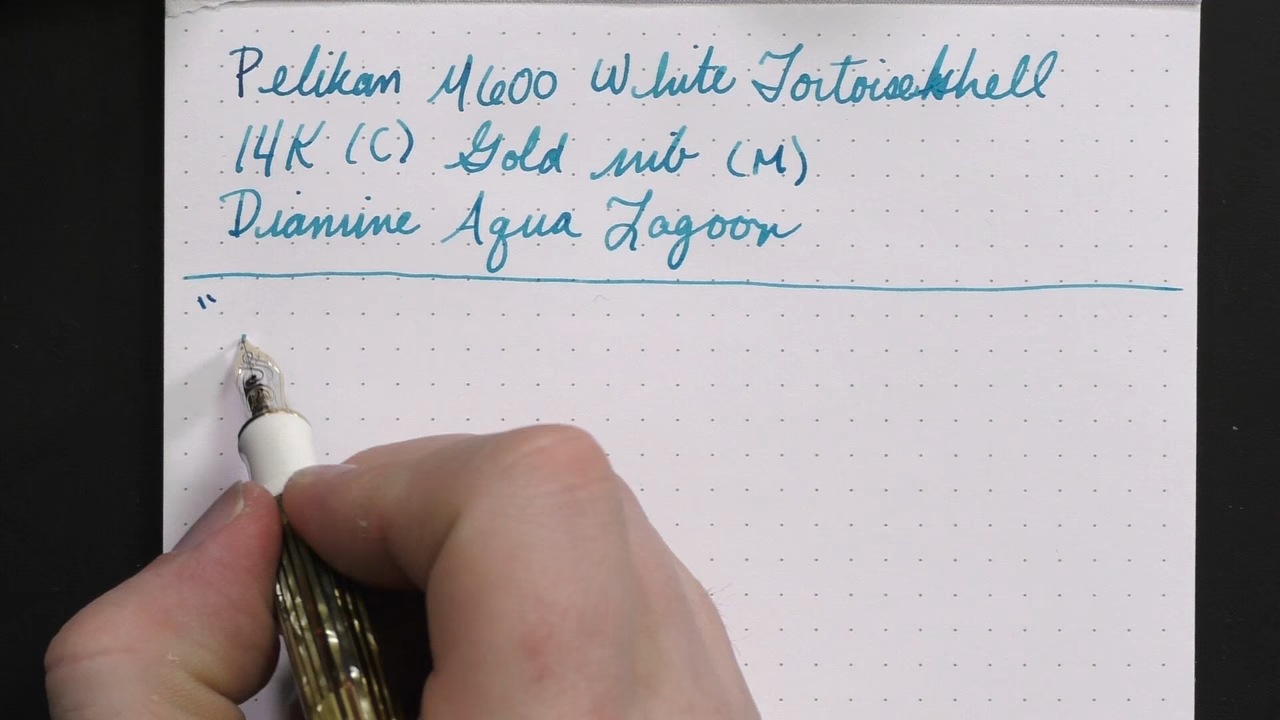 Pelikan M600 White Tortoiseshell
14K (C) Gold nib (M)
Diamine Aqua Lagoon
"